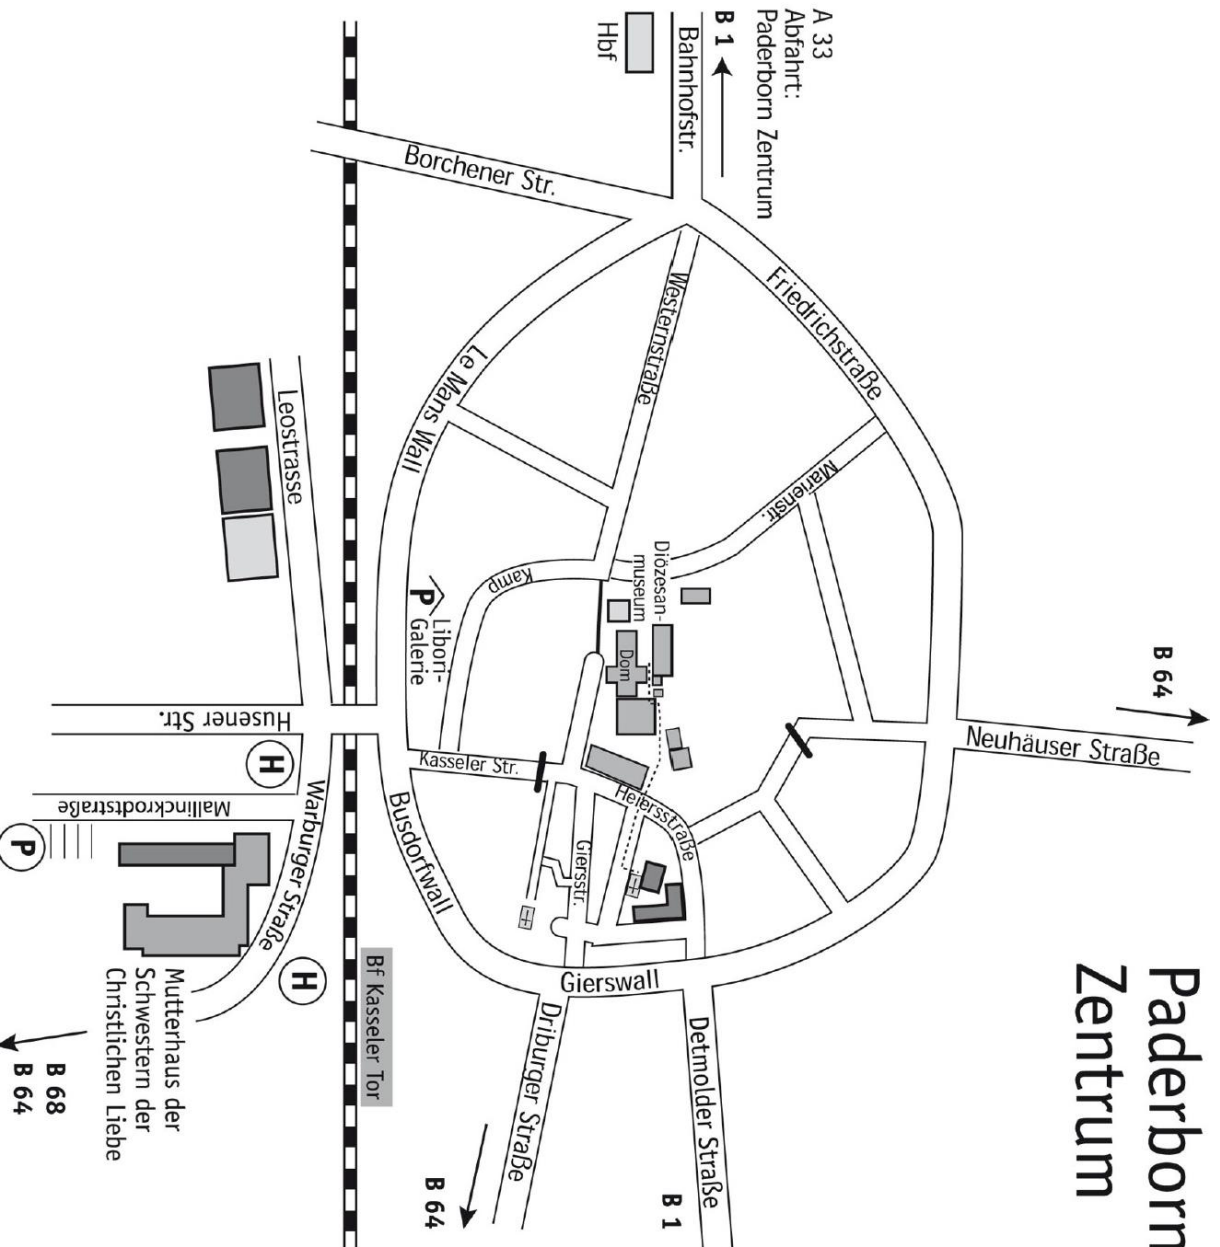 Paderborn
Zentrum
A 33
Abfahrt:
Paderborn Zentrum
B 1
Hbf
Bahnhofstr.
Borchener Str.
Friedrichstraße
Westernstraße
Le Mans Wall
Marienstr.
Kamp
Diözesan-
museum
Dom
P
Libori-
Galerie
Leostrasse
B 64
Neuhäuser Straße
Husener Str.
Kasseler Str.
Heiersstraße
Giersstr.
H
Mallinckrodtstraße
P
Warburger Straße
Busdorfwall
Gierswall
H
Bf Kasseler Tor
Mutterhaus der
Schwestern der
Christlichen Liebe
B 68
B 64
Driburger Straße
Detmolder Straße
B 64
B 1